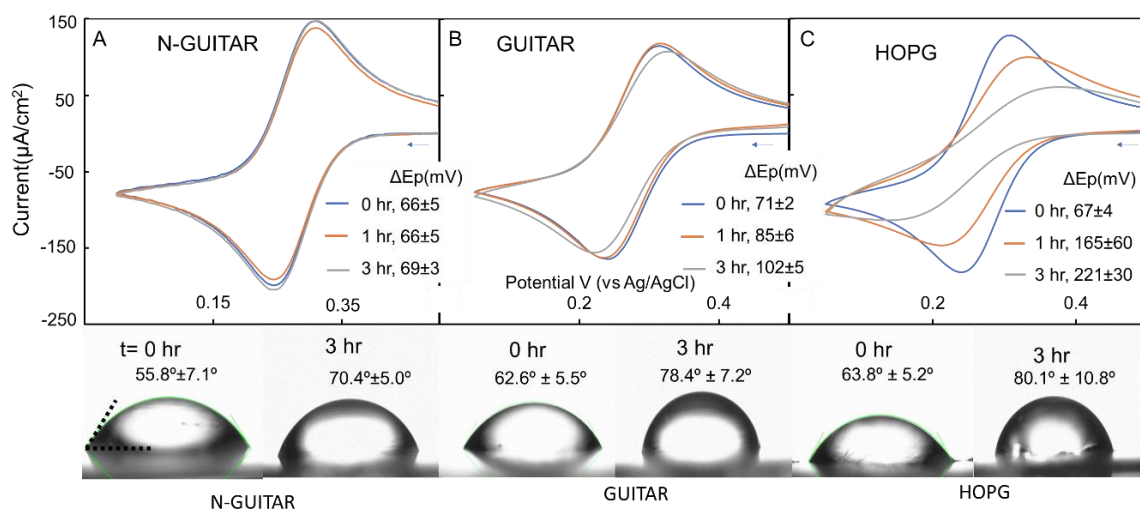 150
50
-50
-150
-250
Current(µA/cm²)
A
N-GUITAR
ΔEp(mV)
0 hr, 66±5
1 hr, 66±5
3 hr, 69±3
0.15
0.35
B
GUITAR
ΔEp(mV)
0 hr, 71±2
1 hr, 85±6
3 hr, 102±5
Potential V (vs Ag/AgCl)
0.2
0.4
C
HOPG
ΔEp(mV)
0 hr, 67±4
1 hr, 165±60
3 hr, 221±30
0.2
0.4
t= 0 hr
55.8º±7.1º
3 hr
70.4º±5.0º
0 hr
62.6º ± 5.5º
3 hr
78.4º ± 7.2º
0 hr
63.8º ± 5.2º
3 hr
80.1º ± 10.8º
N-GUITAR
GUITAR
HOPG